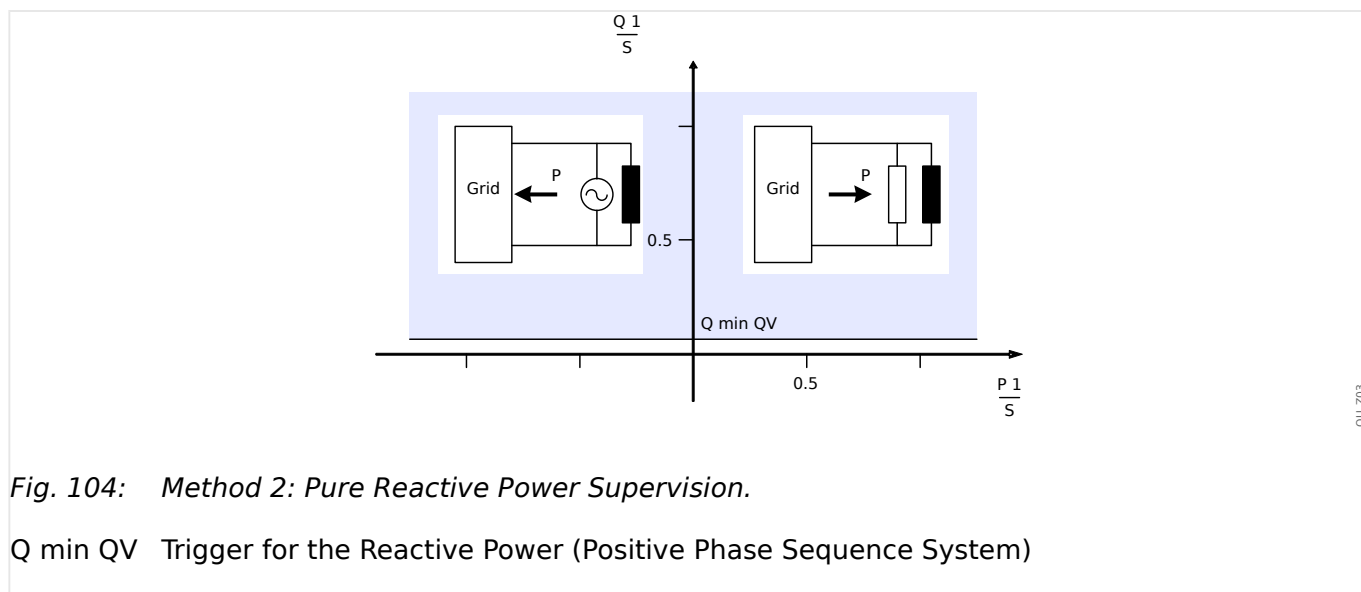 Q 1
S
P
P
Grid
Grid
0.5
Q min QV
0.5
P 1
S
Fig. 104: Method 2: Pure Reactive Power Supervision.
Q min QV Trigger for the Reactive Power (Positive Phase Sequence System)